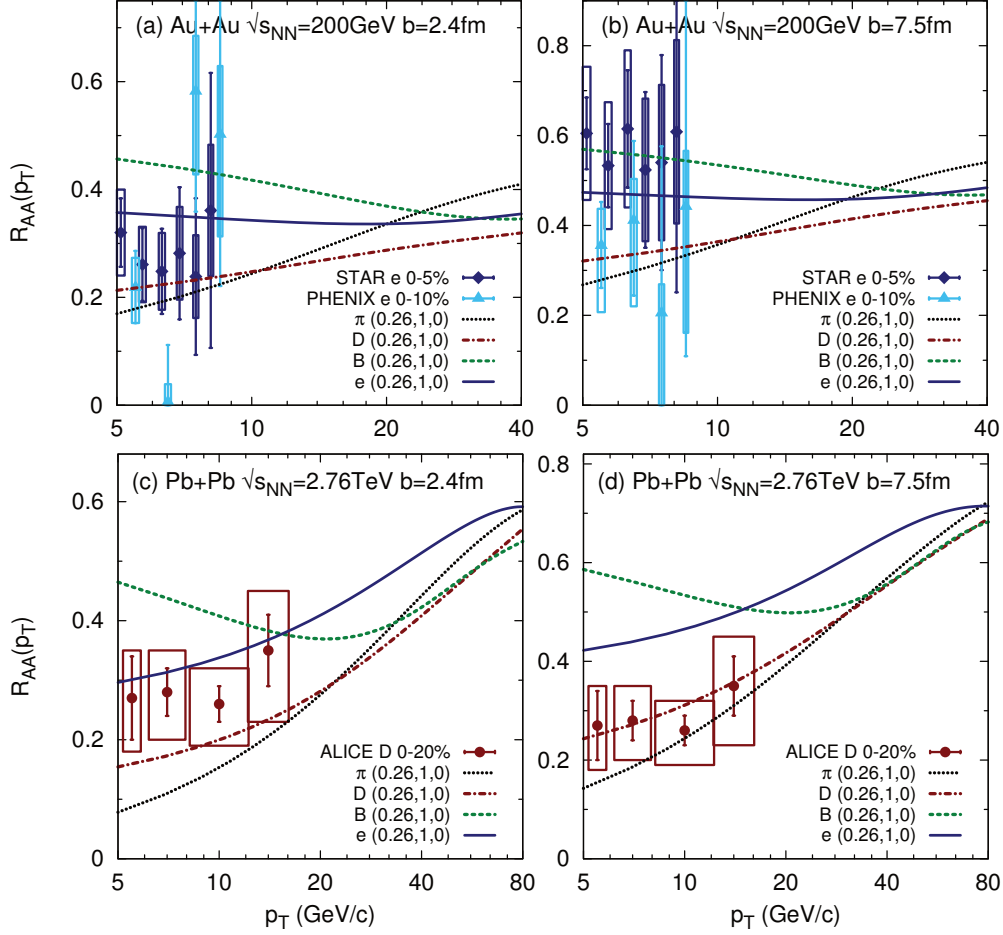 (a) Au+Au √sNN=200GeV b=2.4fm
(b) Au+Au √sNN=200GeV b=7.5fm
RAA(pT)
0.6
0.4
0.2
0
0.8
0.6
0.4
0.2
0
STAR e 0-5%
PHENIX e 0-10%
π (0.26,1,0)
D (0.26,1,0)
B (0.26,1,0)
e (0.26,1,0)
STAR e 0-5%
PHENIX e 0-10%
π (0.26,1,0)
D (0.26,1,0)
B (0.26,1,0)
e (0.26,1,0)
5 10 20 40
5 10 20 40
(c) Pb+Pb √sNN=2.76TeV b=2.4fm
(d) Pb+Pb √sNN=2.76TeV b=7.5fm
RAA(pT)
0.6
0.4
0.2
0
0.8
0.6
0.4
0.2
0
ALICE D 0-20%
π (0.26,1,0)
D (0.26,1,0)
B (0.26,1,0)
e (0.26,1,0)
ALICE D 0-20%
π (0.26,1,0)
D (0.26,1,0)
B (0.26,1,0)
e (0.26,1,0)
5 10 20 40 80
5 10 20 40 80
pT (GeV/c)
pT (GeV/c)